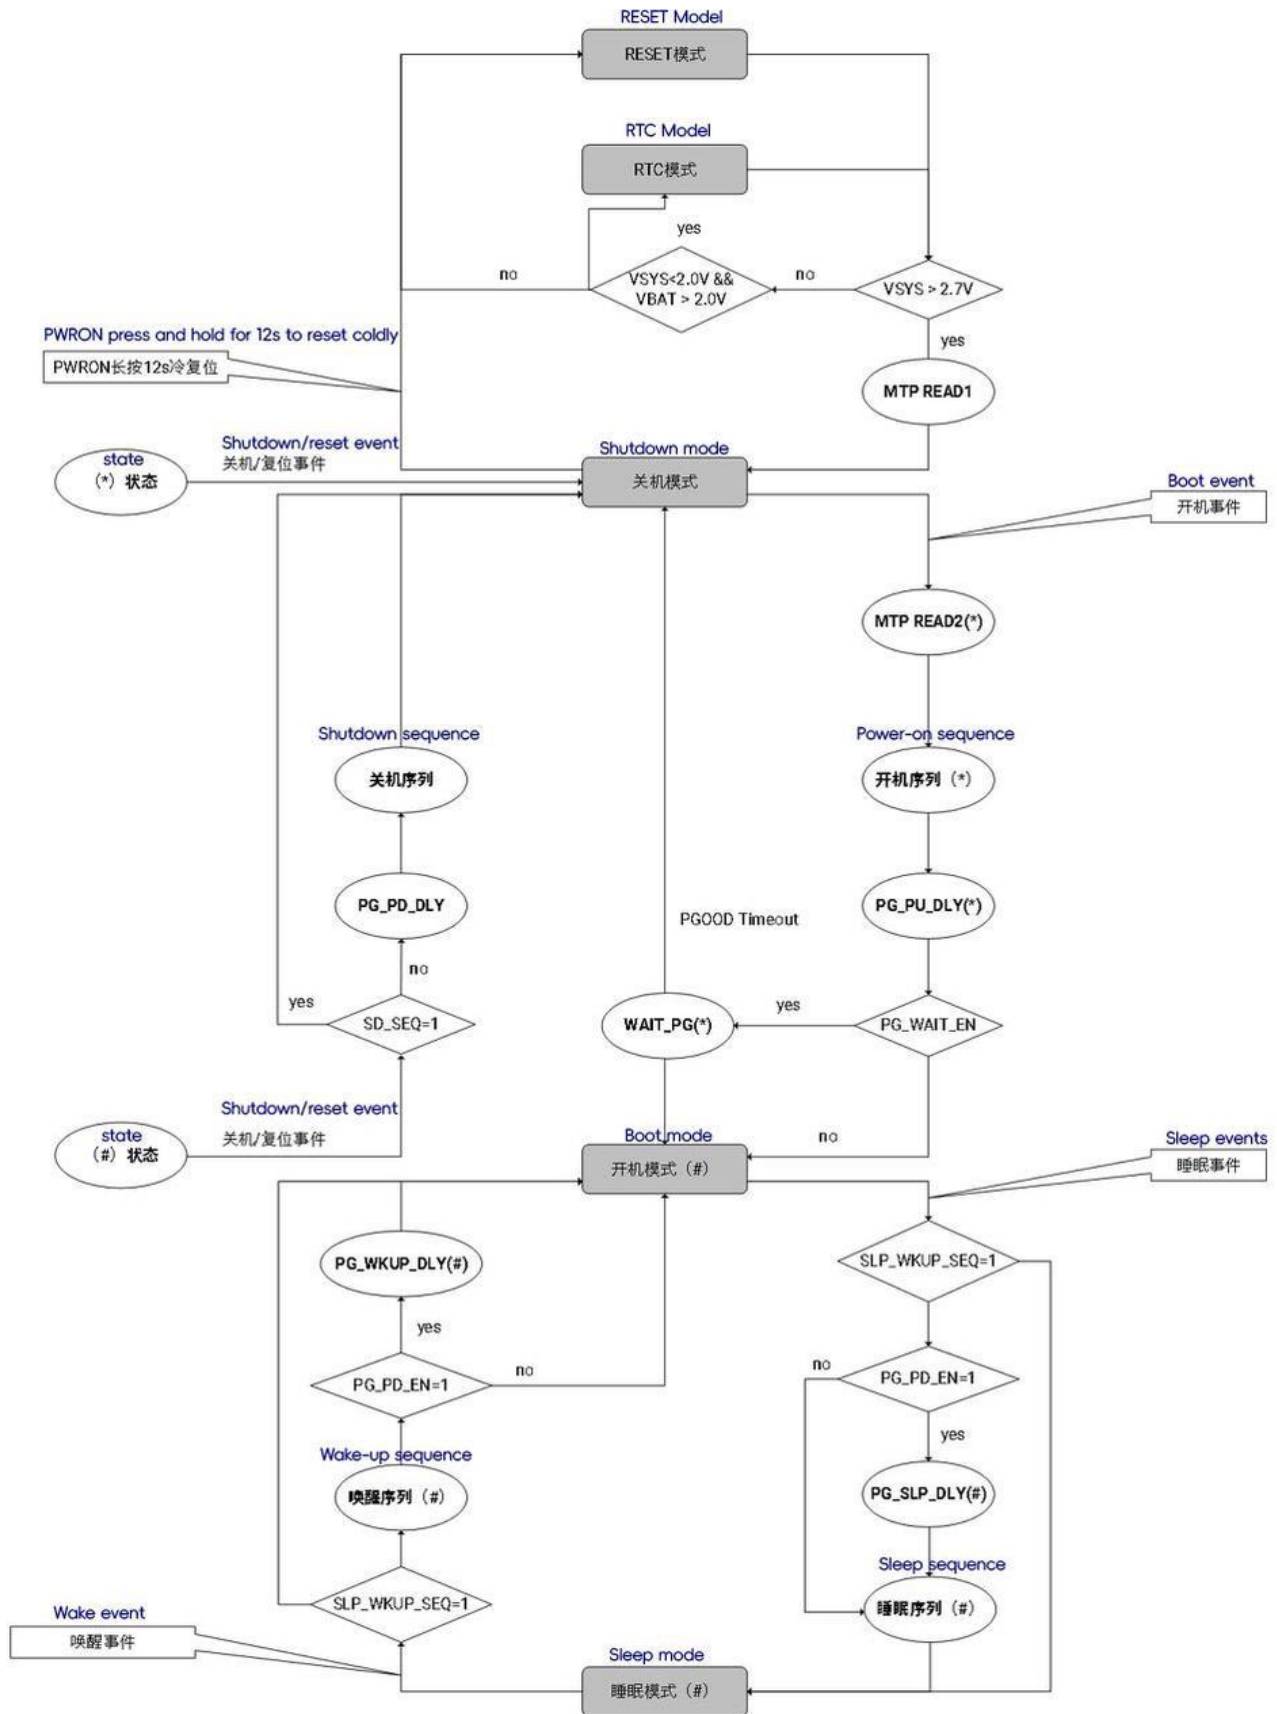 RESET Model
RESET模式
RTC Model
RTC模式
yes
no
VSYS<2.0V &&
VBAT > 2.0V
no
VSYS > 2.7V
yes
PWRON press and hold for 12s to reset coldly
PWRON长按12s冷复位
MTP READ1
Shutdown/reset event
关机/复位事件
state
(*) 状态
Shutdown mode
关机模式
Boot event
开机事件
MTP READ2(*)
Shutdown sequence
关机序列
Power-on sequence
开机序列 (*)
PG_PD_DLY
PG_PU_DLY(*)
PGOOD Timeout
no
yes
SD_SEQ=1
WAIT_PG(*)
yes
PG_WAIT_EN
Shutdown/reset event
关机/复位事件
state
(#) 状态
Boot mode
开机模式 (#)
no
Sleep events
睡眠事件
PG_WKUP_DLY(#)
SLP_WKUP_SEQ=1
yes
PG_PD_EN=1
no
no
PG_PD_EN=1
yes
Wake-up sequence
唤醒序列 (#)
PG_SLP_DLY(#)
Sleep sequence
睡眠序列 (#)
SLP_WKUP_SEQ=1
Wake event
唤醒事件
Sleep mode
睡眠模式 (#)